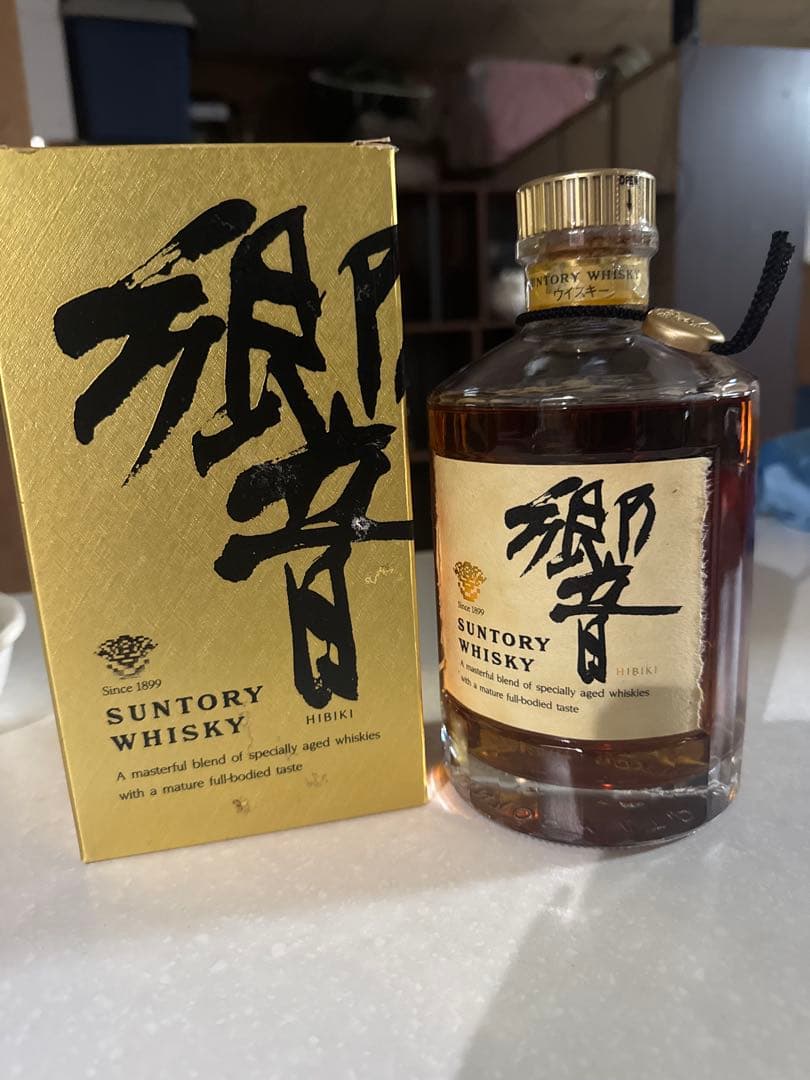 響
Since 1899
SUNTORY
WHISKY
HIBIKI
A masterful blend of specially aged whiskies
with a mature full-bodied taste
OPEN
SUNTORY WHISKY
ウイスキー
響
Since 1899
SUNTORY
WHISKY
HIBIKI
A masterful blend of specially aged whiskies
with a mature full-bodied taste